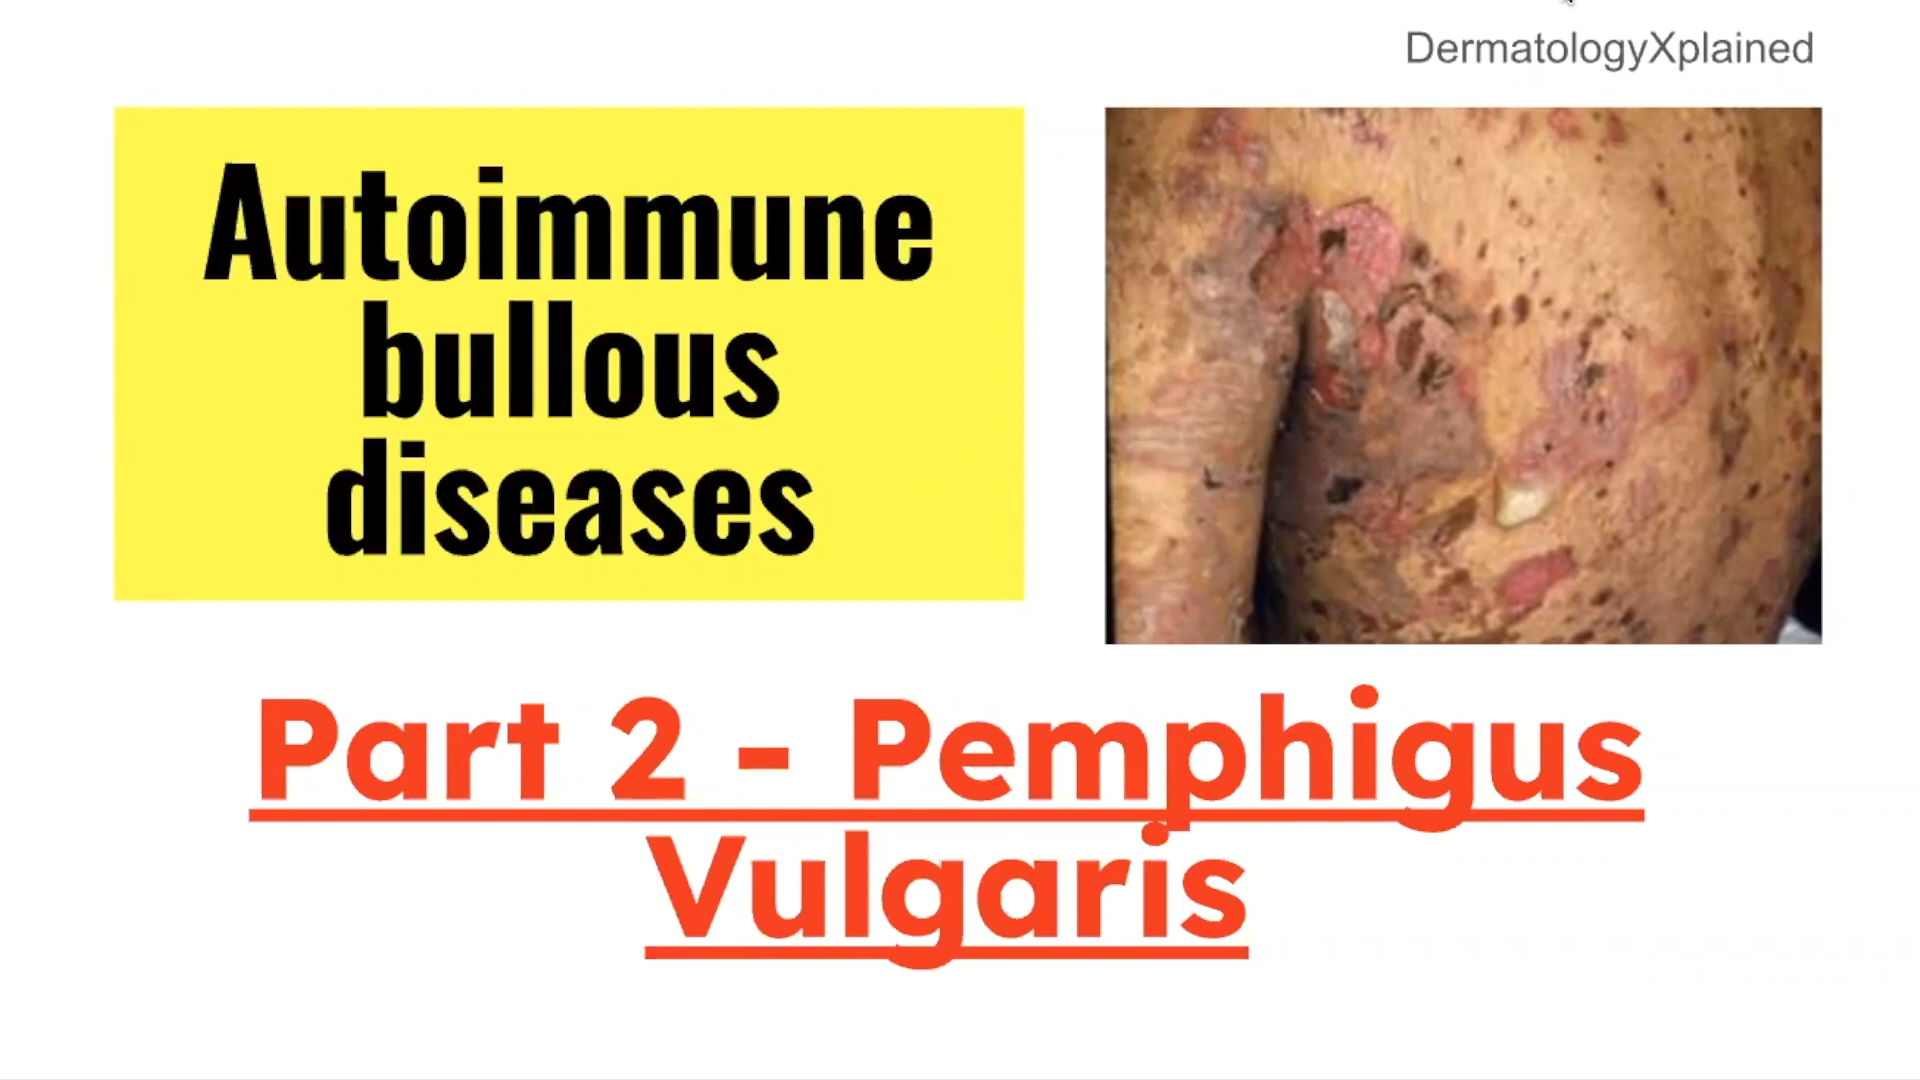 DermatologyXplained
Autoimmune
bullous
diseases
Part 2 - Pemphigus
Vulgaris